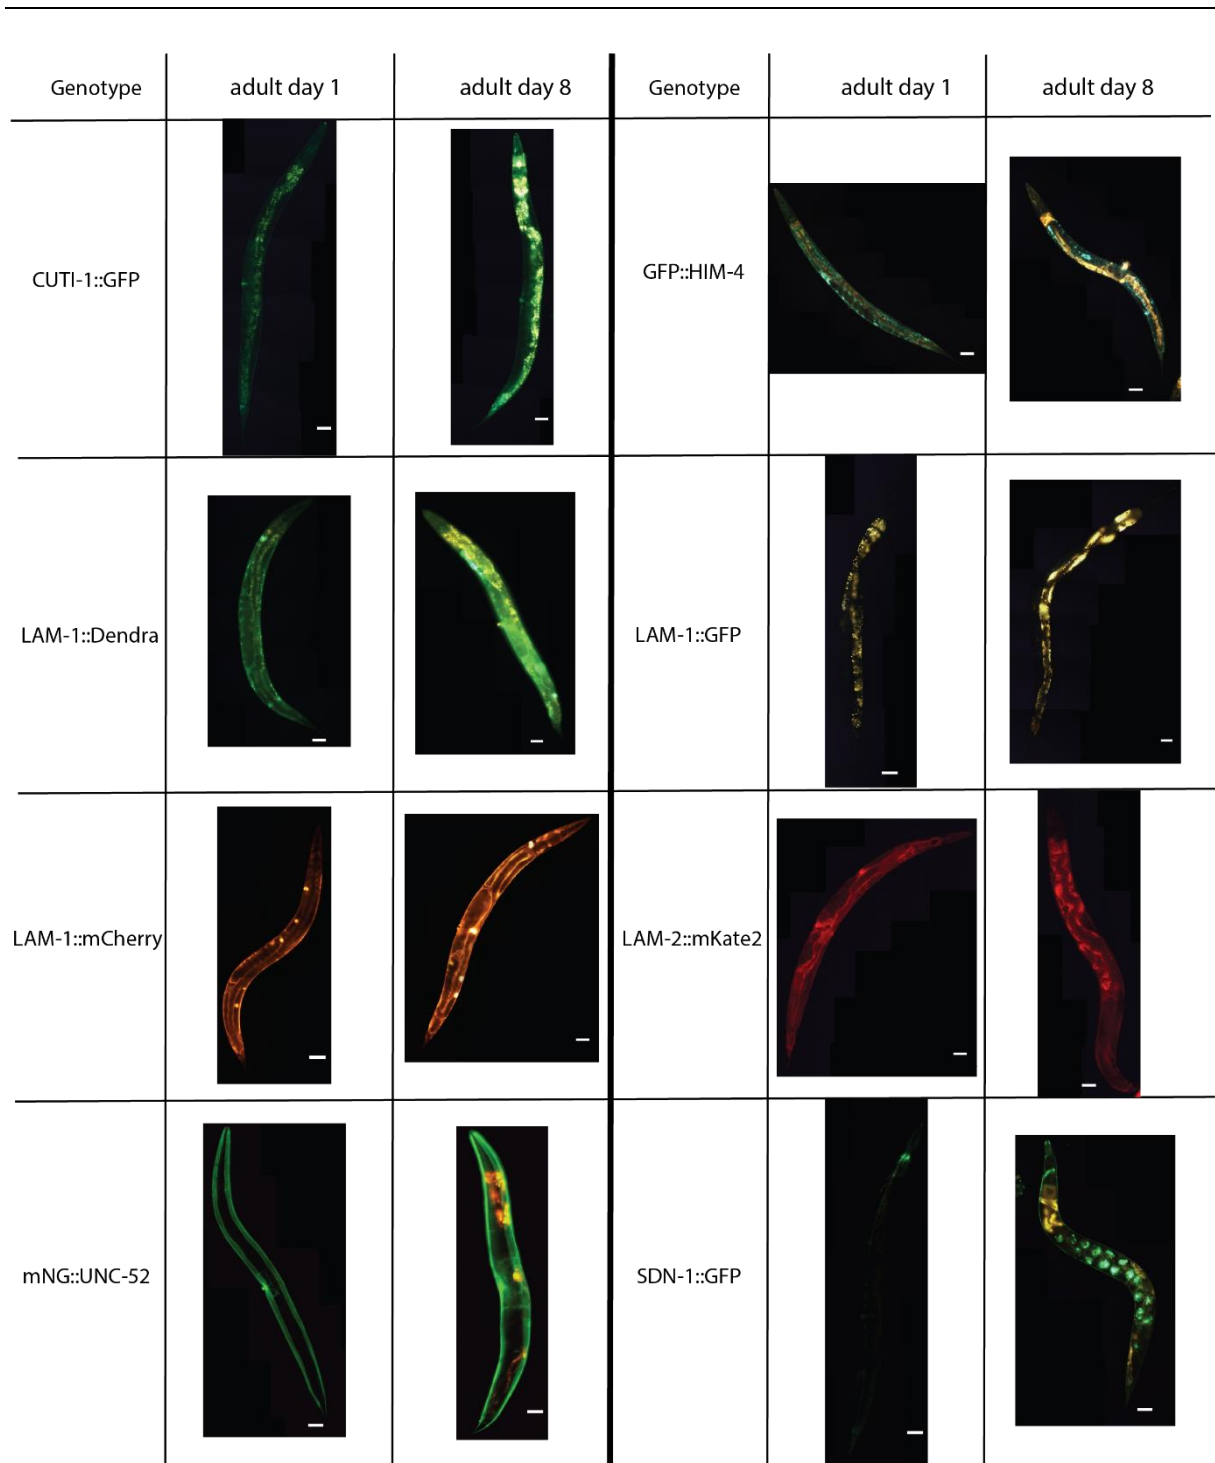 Genotype adult day 1 adult day 8 Genotype adult day 1 adult day 8
CUTI-1::GFP GFP::HIM-4
LAM-1::Dendra LAM-1::GFP
LAM-1::mCherry LAM-2::mKate2
mNG::UNC-52 SDN-1::GFP